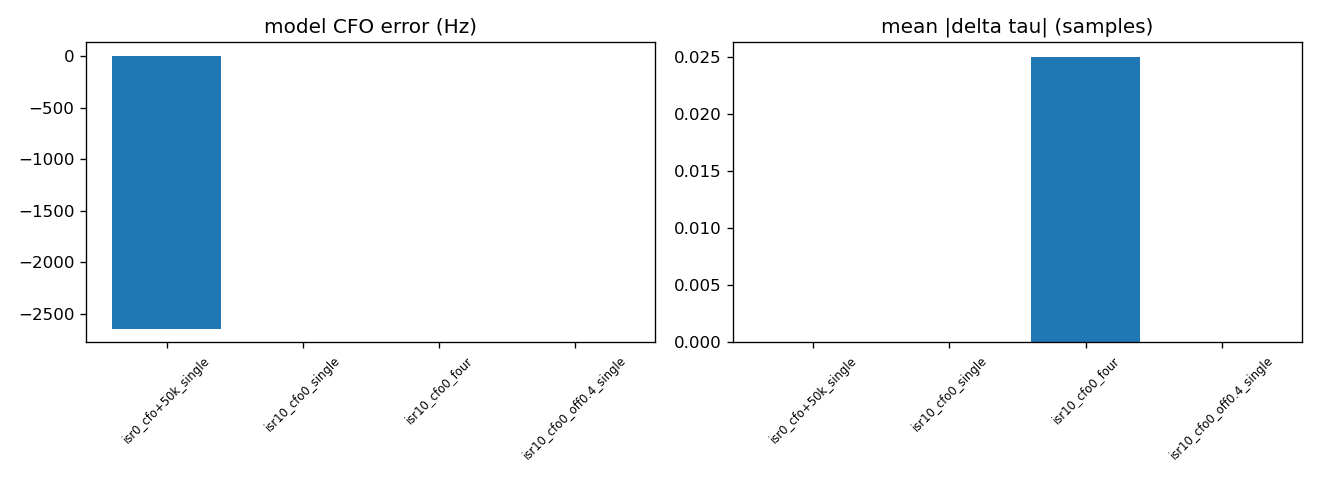 model CFO error (Hz)
0
−500
−1000
−1500
−2000
−2500
isr0_cfo+50k_single
isr10_cfo0_single
isr10_cfo0_four
isr10_cfo0_off0.4_single
mean |delta tau| (samples)
0.025
0.020
0.015
0.010
0.005
0.000
isr0_cfo+50k_single
isr10_cfo0_single
isr10_cfo0_four
isr10_cfo0_off0.4_single